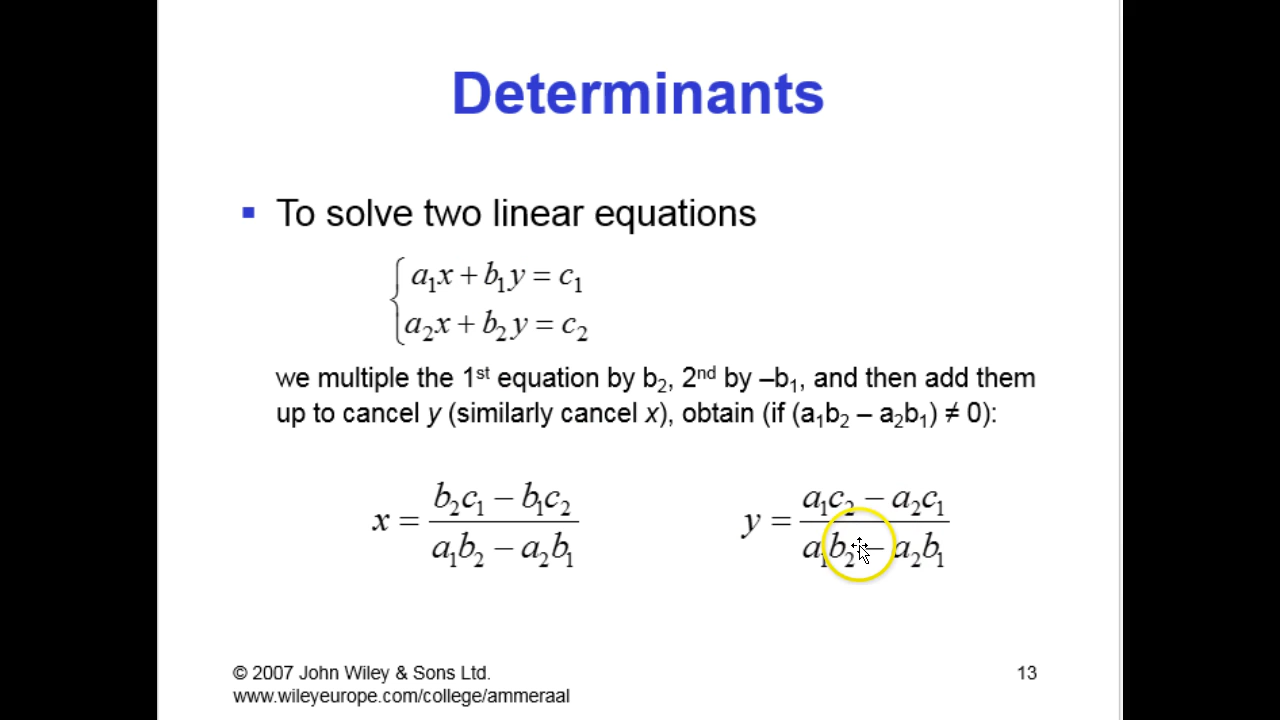 Determinants
▪ To solve two linear equations
a₁x + b₁y = c₁
a₂x + b₂y = c₂
we multiple the 1ˢᵗ equation by b₂, 2ⁿᵈ by –b₁, and then add them
up to cancel y (similarly cancel x), obtain (if (a₁b₂ – a₂b₁) ≠ 0):
x = (b₂c₁ − b₁c₂) / (a₁b₂ − a₂b₁) y = (a₁c₂ − a₂c₁) / (a₁b₂ − a₂b₁)
© 2007 John Wiley & Sons Ltd. 13
www.wileyeurope.com/college/ammeraal